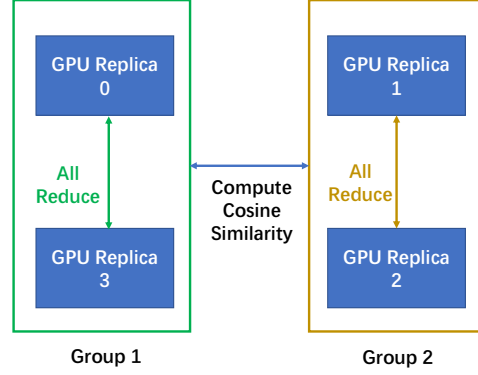 GPU Replica
0
All
Reduce
GPU Replica
3
Group 1
Compute
Cosine
Similarity
GPU Replica
1
All
Reduce
GPU Replica
2
Group 2